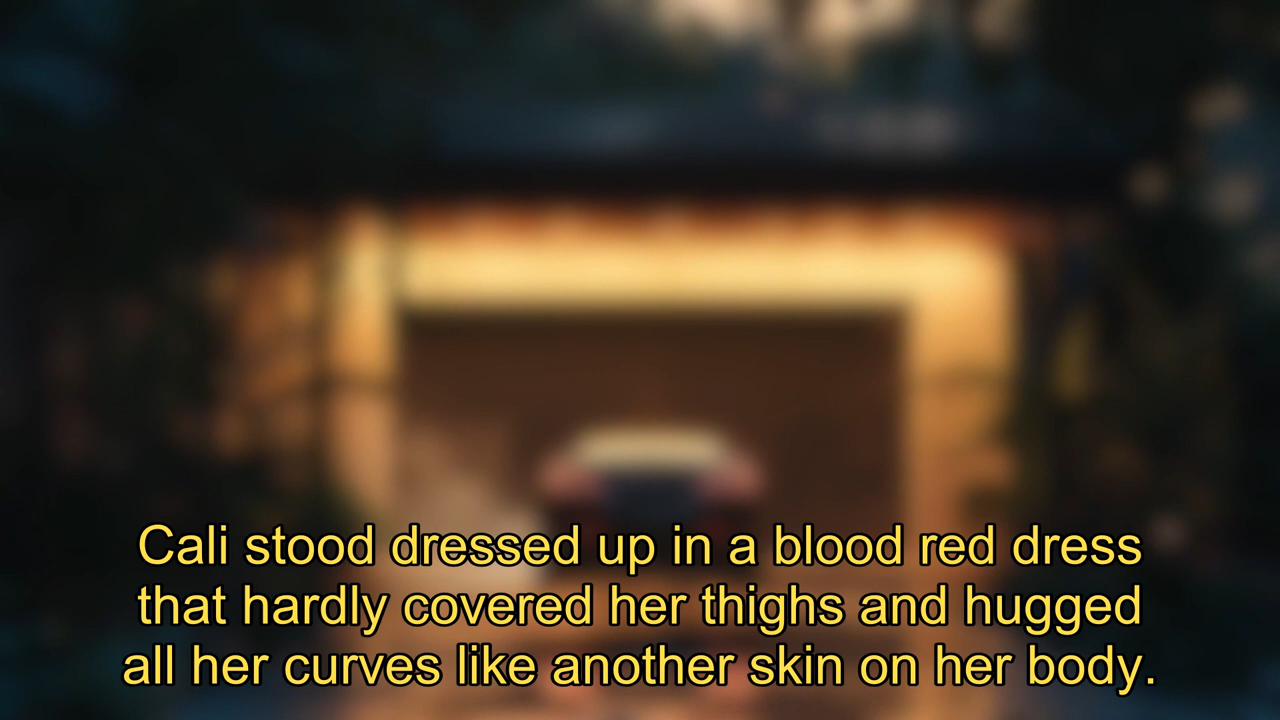 Cali stood dressed up in a blood red dress
that hardly covered her thighs and hugged
all her curves like another skin on her body.